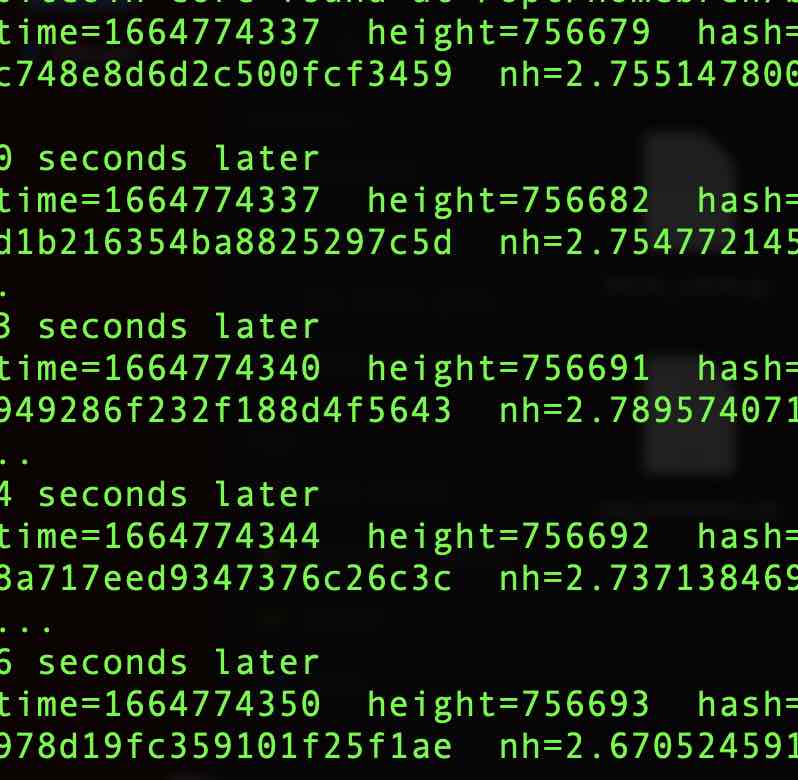 time=1664774337 height=756679 hash=
c748e8d6d2c500fcf3459 nh=2.755147800
0 seconds later
time=1664774337 height=756682 hash=
d1b216354ba8825297c5d nh=2.754772145
.
3 seconds later
time=1664774340 height=756691 hash=
949286f232f188d4f5643 nh=2.789574071
..
4 seconds later
time=1664774344 height=756692 hash=
8a717eed9347376c26c3c nh=2.737138469
...
6 seconds later
time=1664774350 height=756693 hash=
978d19fc359101f25f1ae nh=2.670524591